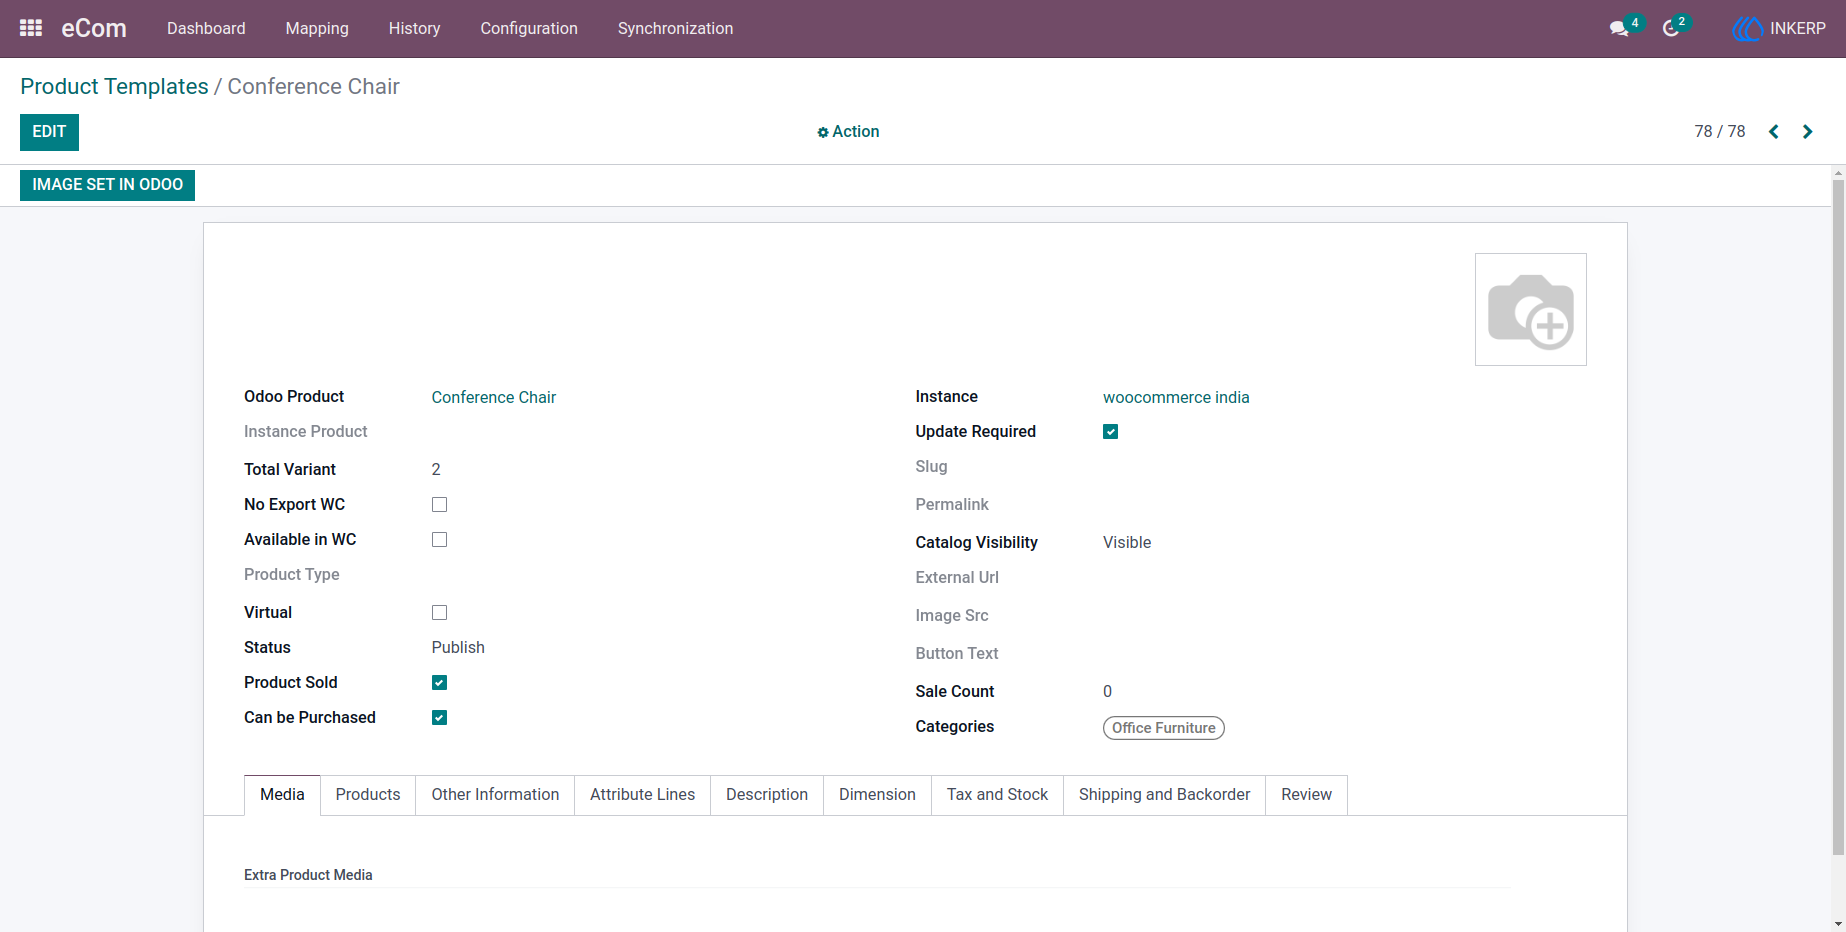 eCom Dashboard Mapping History Configuration Synchronization 4 2 INKERP
Product Templates / Conference Chair
EDIT Action 78 / 78
IMAGE SET IN ODOO
Odoo Product Conference Chair
Instance Product
Total Variant 2
No Export WC
Available in WC
Product Type
Virtual
Status Publish
Product Sold
Can be Purchased
Instance woocommerce india
Update Required
Slug
Permalink
Catalog Visibility Visible
External Url
Image Src
Button Text
Sale Count 0
Categories Office Furniture
Media Products Other Information Attribute Lines Description Dimension Tax and Stock Shipping and Backorder Review
Extra Product Media